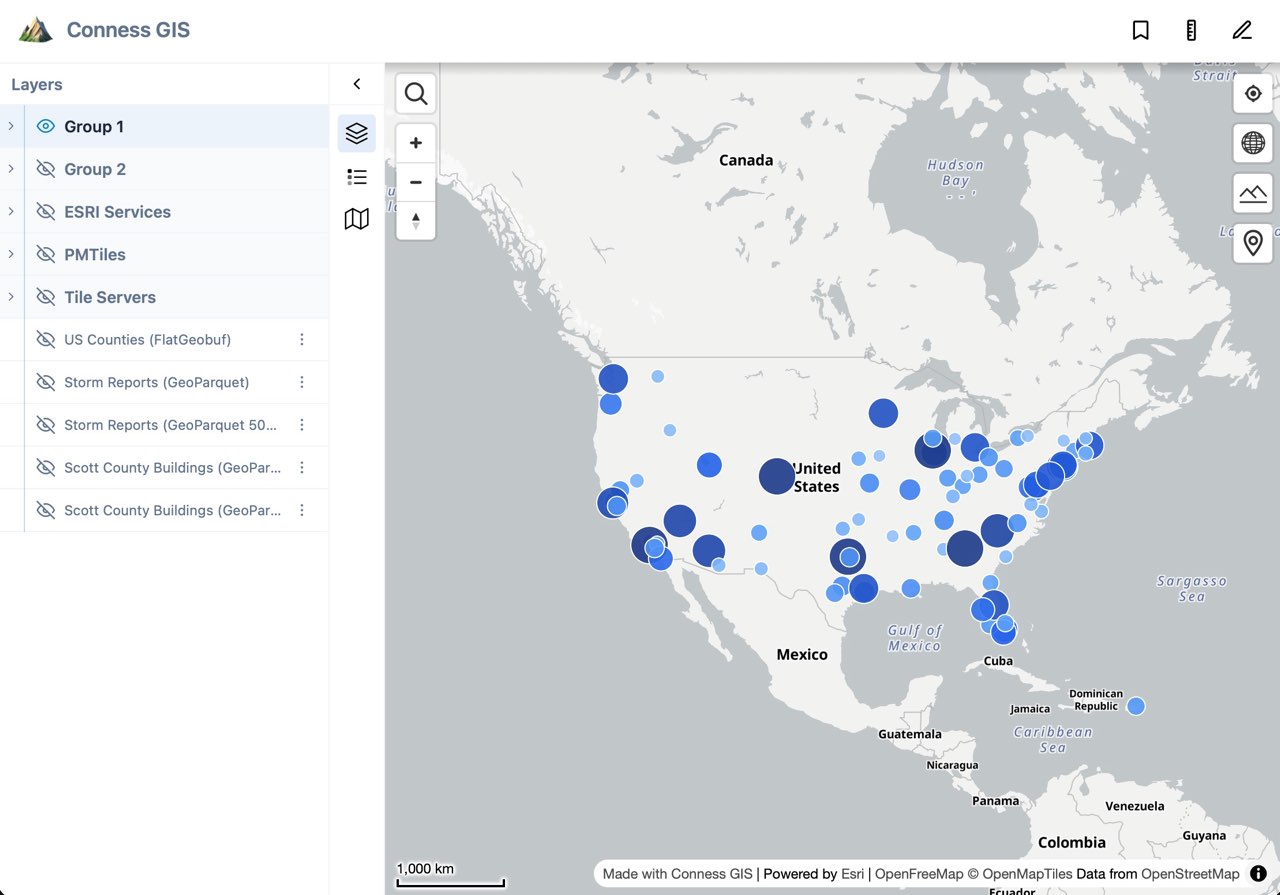 Conness GIS
Layers
Group 1
Group 2
ESRI Services
PMTiles
Tile Servers
US Counties (FlatGeobuf)
Storm Reports (GeoParquet)
Storm Reports (GeoParquet 50...
Scott County Buildings (GeoPar...
Scott County Buildings (GeoPar...
Strait
Canada
Hudson
Bay
United
States
Sargasso
Sea
Gulf of
Mexico
Mexico
Cuba
Dominican
Republic
Jamaica
Caribbean
Sea
Guatemala
Nicaragua
Panama
Venezuela
Guyana
Colombia
Ecuador
1,000 km
Made with Conness GIS | Powered by Esri | OpenFreeMap © OpenMapTiles Data from OpenStreetMap